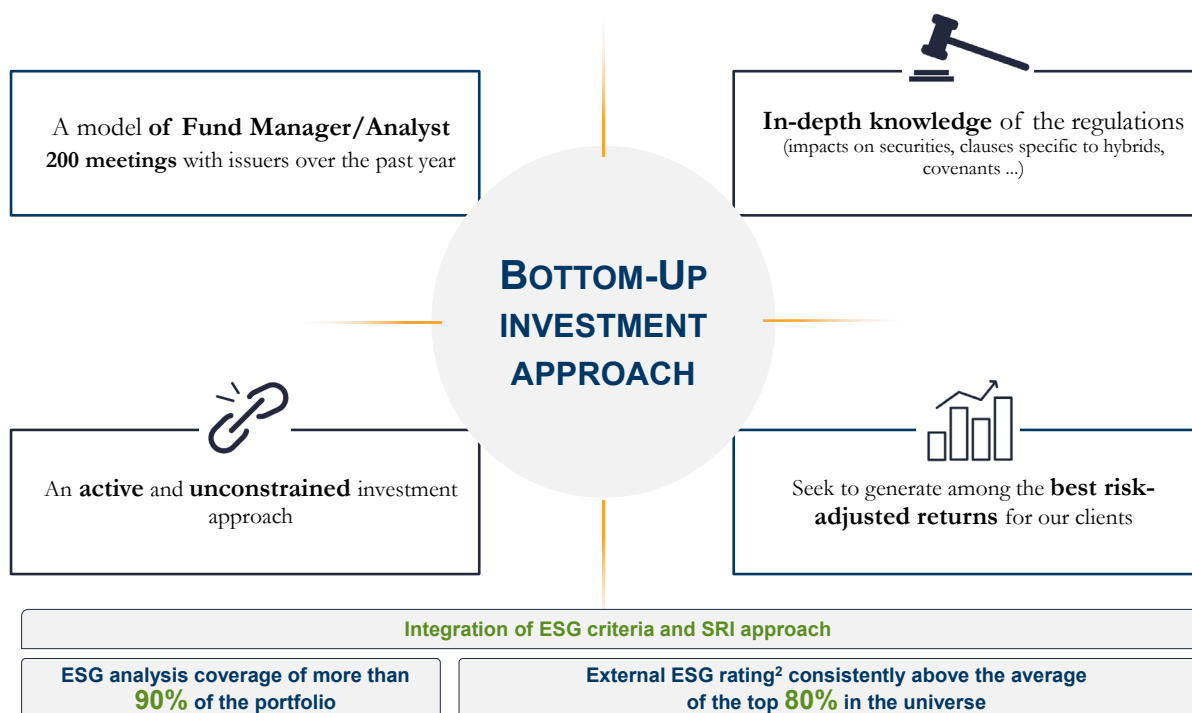 A model of Fund Manager/Analyst
200 meetings with issuers over the past year
In-depth knowledge of the regulations
(impacts on securities, clauses specific to hybrids,
covenants ...)
BOTTOM-UP
INVESTMENT
APPROACH
An active and unconstrained investment
approach
Seek to generate among the best risk-
adjusted returns for our clients
Integration of ESG criteria and SRI approach
ESG analysis coverage of more than
90% of the portfolio
External ESG rating² consistently above the average
of the top 80% in the universe